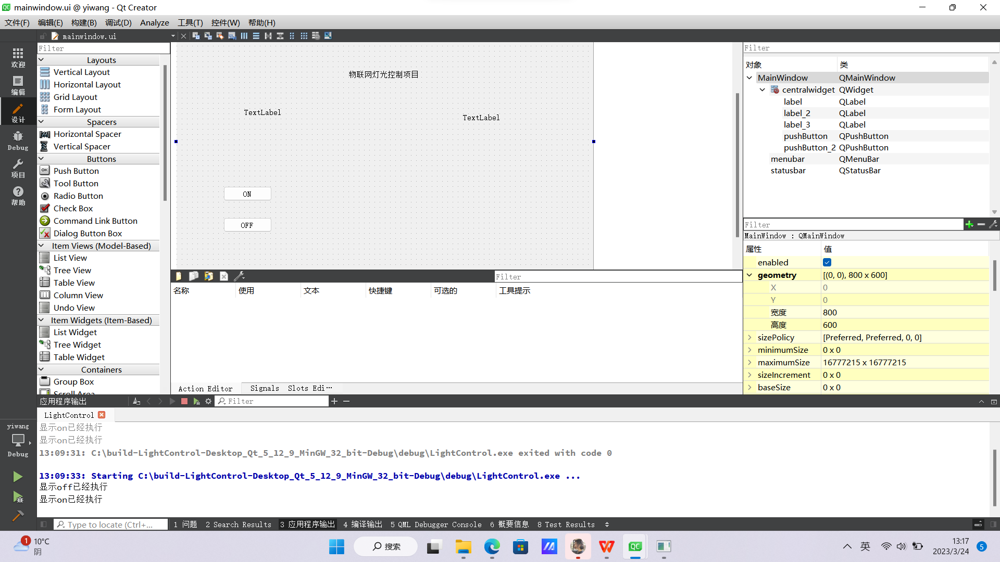 mainwindow.ui @ yiwang - Qt Creator
文件(F) 编辑(E) 构建(B) 调试(D) Analyze 工具(T) 控件(W) 帮助(H)
mainwindow.ui
欢迎
编辑
设计
Debug
项目
帮助
yiwang
Debug
Filter
Layouts
Vertical Layout
Horizontal Layout
Grid Layout
Form Layout
Spacers
Horizontal Spacer
Vertical Spacer
Buttons
Push Button
Tool Button
Radio Button
Check Box
Command Link Button
Dialog Button Box
Item Views (Model-Based)
List View
Tree View
Table View
Column View
Undo View
Item Widgets (Item-Based)
List Widget
Tree Widget
Table Widget
Containers
Group Box
Scroll Area
物联网灯光控制项目
TextLabel
TextLabel
ON
OFF
Filter
名称 使用 文本 快捷键 可选的 工具提示
Action Editor Signals Slots Edi…
Filter
对象 类
MainWindow QMainWindow
centralwidget QWidget
label QLabel
label_2 QLabel
label_3 QLabel
pushButton QPushButton
pushButton_2 QPushButton
menubar QMenuBar
statusbar QStatusBar
Filter
MainWindow : QMainWindow
属性 值
enabled
geometry [(0, 0), 800 x 600]
X 0
Y 0
宽度 800
高度 600
sizePolicy [Preferred, Preferred, 0, 0]
minimumSize 0 x 0
maximumSize 16777215 x 16777215
sizeIncrement 0 x 0
baseSize 0 x 0
应用程序输出 Filter
LightControl
显示on已经执行
显示on已经执行
13:09:31: C:\build-LightControl-Desktop_Qt_5_12_9_MinGW_32_bit-Debug\debug\LightControl.exe exited with code 0
13:09:33: Starting C:\build-LightControl-Desktop_Qt_5_12_9_MinGW_32_bit-Debug\debug\LightControl.exe ...
显示off已经执行
显示on已经执行
Type to locate (Ctrl+... 1 问题 2 Search Results 3 应用程序输出 4 编译输出 5 QML Debugger Console 6 概要信息 8 Test Results
1
10°C
阴
搜索
QC
英
13:17
2023/3/24
5